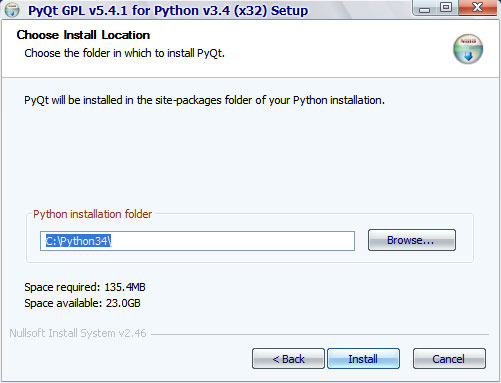 PyQt GPL v5.4.1 for Python v3.4 (x32) Setup
Choose Install Location
Choose the folder in which to install PyQt.
PyQt will be installed in the site-packages folder of your Python installation.
Python installation folder
C:\Python34\
Browse...
Space required: 135.4MB
Space available: 23.0GB
Nullsoft Install System v2.46
< Back
Install
Cancel